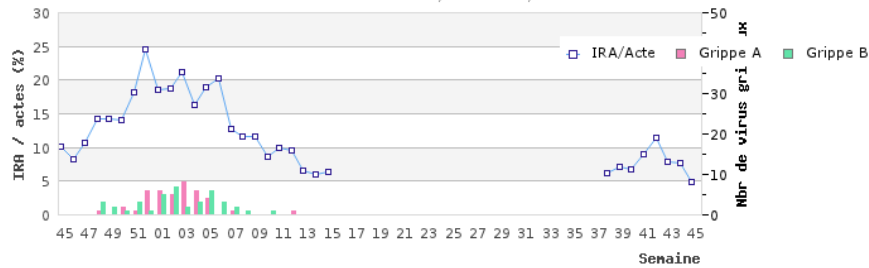 30
25
20
15
10
5
0
IRA / actes (%)
50
30
20
10
0
Nbr de virus gri
IRA/Acte Grippe A Grippe B
45 47 49 51 01 03 05 07 09 11 13 15 17 19 21 23 25 27 29 31 33 35 37 39 41 43 45
Semaine